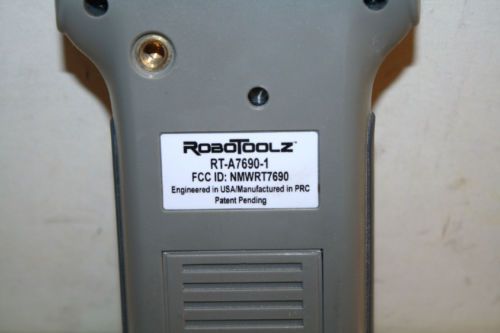 ROBOTOOLZ™
RT-A7690-1
FCC ID: NMWRT7690
Engineered in USA/Manufactured in PRC
Patent Pending